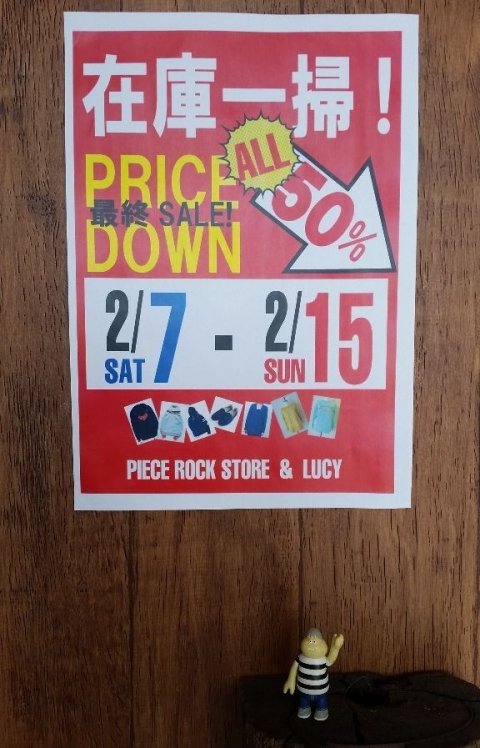 在庫一掃！
ALL
50%
PRICE
最終 SALE!
DOWN
2/7 - 2/15
SAT SUN
PIECE ROCK STORE & LUCY